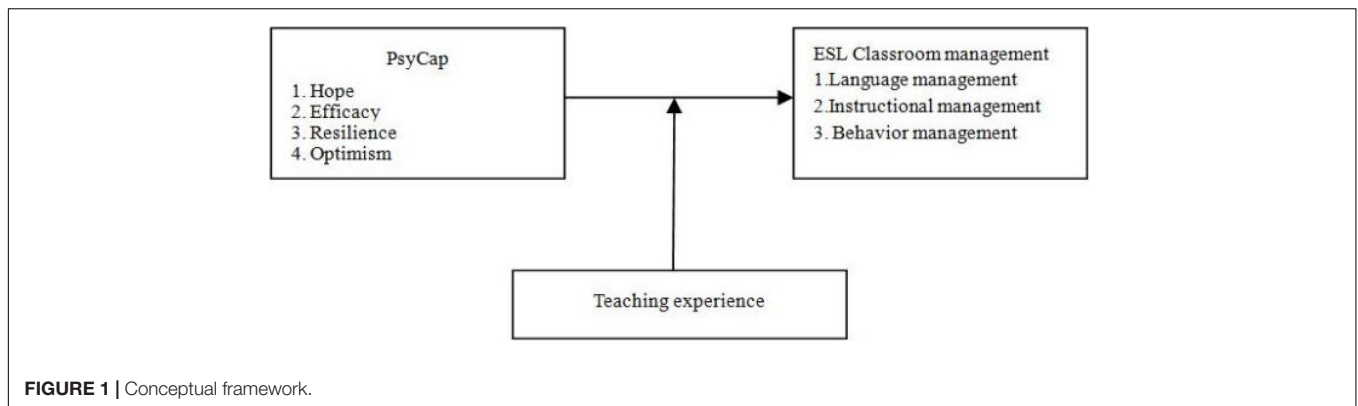 PsyCap
1. Hope
2. Efficacy
3. Resilience
4. Optimism
ESL Classroom management
1.Language management
2.Instructional management
3. Behavior management
Teaching experience
FIGURE 1 | Conceptual framework.